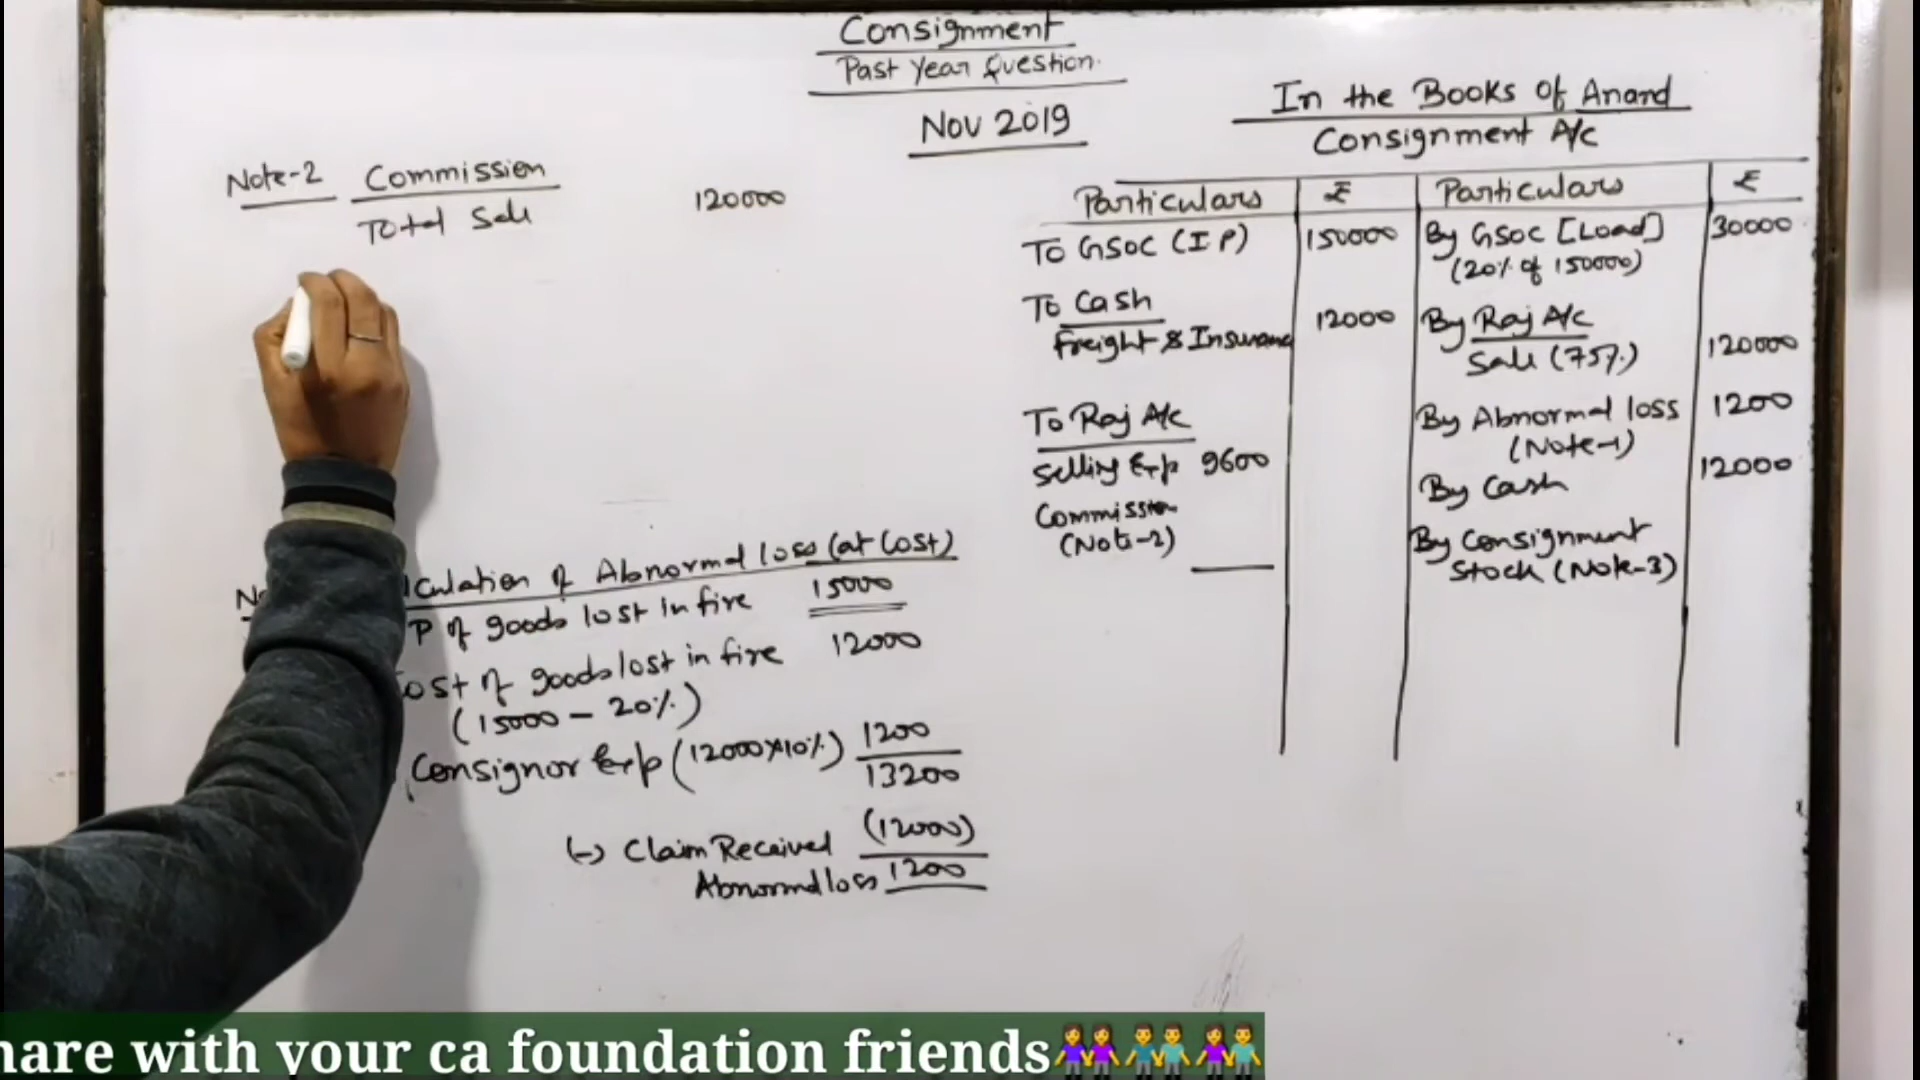 Consignment
Past Year Question.
Nov 2019
Note-2 Commission
Total Sale 120000
culation of Abnormal loss (at Cost)
P of goods lost in fire 15000
ost of goods lost in fire 12000
(15000 - 20%)
Consignor Exp (12000x10%) 1200
13200
(-) Claim Received (12000)
Abnormal loss 1200
In the Books Of Anand
Consignment A/c
Particulars ₹ Particulars ₹
To GSOC (I P) 150000 By GSOC [Load] 30000
(20% of 150000)
To Cash
Freight & Insurance 12000 By Raj A/c
Sale (75%) 120000
To Raj A/c
Selling Exp 9600
Commission
(Note-2)
By Abnormal loss 1200
(Note-1)
By Cash 12000
By Consignment
Stock (Note-3)
hare with your ca foundation friends👭👬👫